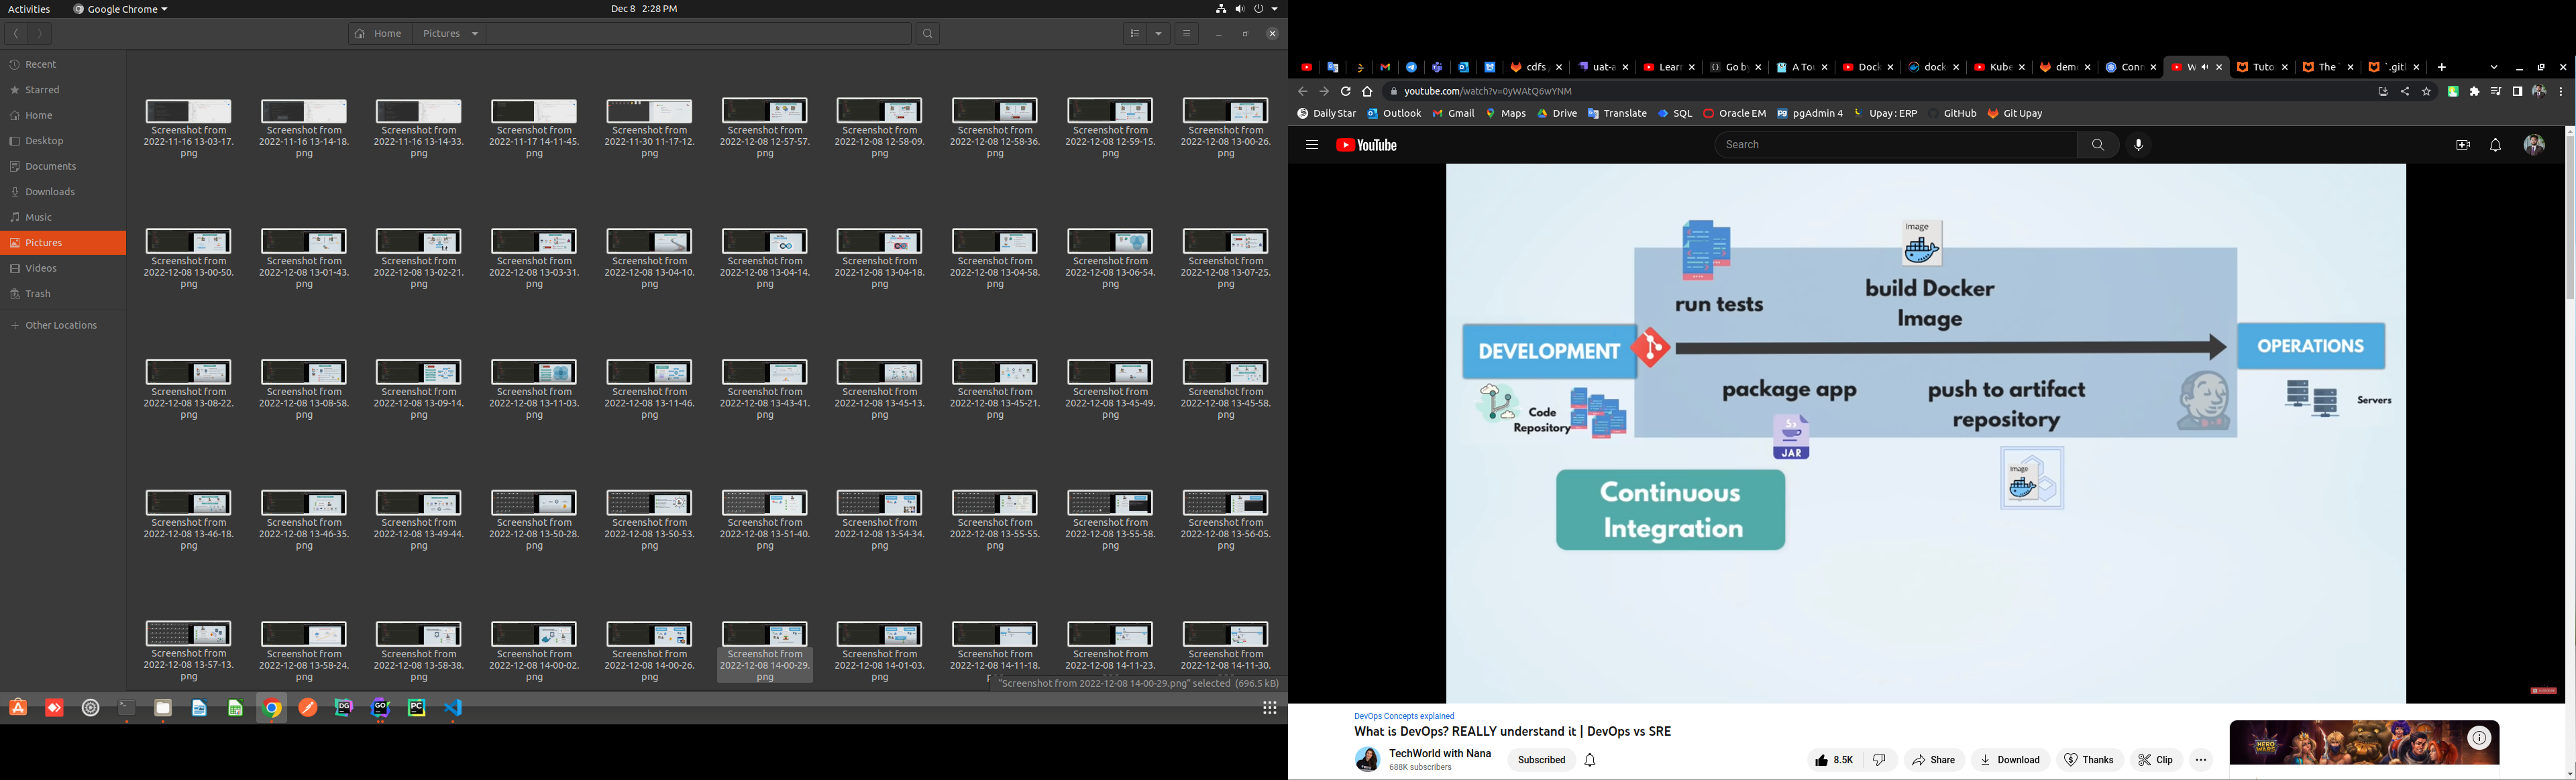 Activities
Google Chrome
Dec 8 2:28 PM
Home
Pictures
Recent
Starred
Home
Desktop
Documents
Downloads
Music
Pictures
Videos
Trash
Other Locations
Screenshot from 2022-11-16 13-03-17.png
Screenshot from 2022-11-16 13-14-18.png
Screenshot from 2022-11-16 13-14-33.png
Screenshot from 2022-11-17 14-11-45.png
Screenshot from 2022-11-30 11-17-12.png
Screenshot from 2022-12-08 12-57-57.png
Screenshot from 2022-12-08 12-58-09.png
Screenshot from 2022-12-08 12-58-36.png
Screenshot from 2022-12-08 12-59-15.png
Screenshot from 2022-12-08 13-00-26.png
Screenshot from 2022-12-08 13-00-50.png
Screenshot from 2022-12-08 13-01-43.png
Screenshot from 2022-12-08 13-02-21.png
Screenshot from 2022-12-08 13-03-31.png
Screenshot from 2022-12-08 13-04-10.png
Screenshot from 2022-12-08 13-04-14.png
Screenshot from 2022-12-08 13-04-18.png
Screenshot from 2022-12-08 13-04-58.png
Screenshot from 2022-12-08 13-06-54.png
Screenshot from 2022-12-08 13-07-25.png
Screenshot from 2022-12-08 13-08-22.png
Screenshot from 2022-12-08 13-08-58.png
Screenshot from 2022-12-08 13-09-14.png
Screenshot from 2022-12-08 13-11-03.png
Screenshot from 2022-12-08 13-11-46.png
Screenshot from 2022-12-08 13-43-41.png
Screenshot from 2022-12-08 13-45-13.png
Screenshot from 2022-12-08 13-45-21.png
Screenshot from 2022-12-08 13-45-49.png
Screenshot from 2022-12-08 13-45-58.png
Screenshot from 2022-12-08 13-46-18.png
Screenshot from 2022-12-08 13-46-35.png
Screenshot from 2022-12-08 13-49-44.png
Screenshot from 2022-12-08 13-50-28.png
Screenshot from 2022-12-08 13-50-53.png
Screenshot from 2022-12-08 13-51-40.png
Screenshot from 2022-12-08 13-54-34.png
Screenshot from 2022-12-08 13-55-55.png
Screenshot from 2022-12-08 13-55-58.png
Screenshot from 2022-12-08 13-56-05.png
Screenshot from 2022-12-08 13-57-13.png
Screenshot from 2022-12-08 13-58-24.png
Screenshot from 2022-12-08 13-58-38.png
Screenshot from 2022-12-08 14-00-02.png
Screenshot from 2022-12-08 14-00-26.png
Screenshot from 2022-12-08 14-00-29.png
Screenshot from 2022-12-08 14-01-03.png
Screenshot from 2022-12-08 14-11-18.
Screenshot from 2022-12-08 14-11-23.
Screenshot from 2022-12-08 14-11-30.
"Screenshot from 2022-12-08 14-00-29.png" selected (696.5 kB)
cdfs
uat-a
Learn
Go by
A Tou
Dock
dock
Kube
demo
Conn
W
Tuto
The
`.gitl
youtube.com/watch?v=0yWAtQ6wYNM
Daily Star
Outlook
Gmail
Maps
Drive
Translate
SQL
Oracle EM
pgAdmin 4
Upay : ERP
GitHub
Git Upay
YouTube
Search
Image
run tests
build Docker
Image
DEVELOPMENT
OPERATIONS
package app
push to artifact
repository
Code
Repository
Servers
JAR
Image
Continuous
Integration
DevOps Concepts explained
What is DevOps? REALLY understand it | DevOps vs SRE
TechWorld with Nana
688K subscribers
Subscribed
8.5K
Share
Download
Thanks
Clip
HERO WARS